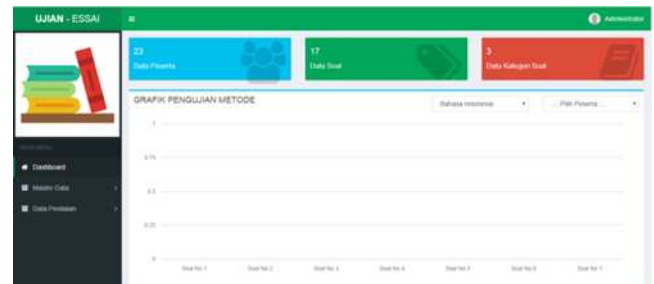 UJIAN - ESSAI
Administrator
23
Data Peserta
17
Data Soal
3
Data Kategori Soal
GRAFIK PENGUJIAN METODE
Bahasa Indonesia
... Pilih Peserta ...
MAIN MENU
Dashboard
Master Data
Data Penilaian
1
0.75
0.5
0.25
0
Soal No.1 Soal No.2 Soal No.3 Soal No.4 Soal No.5 Soal No.6 Soal No.7